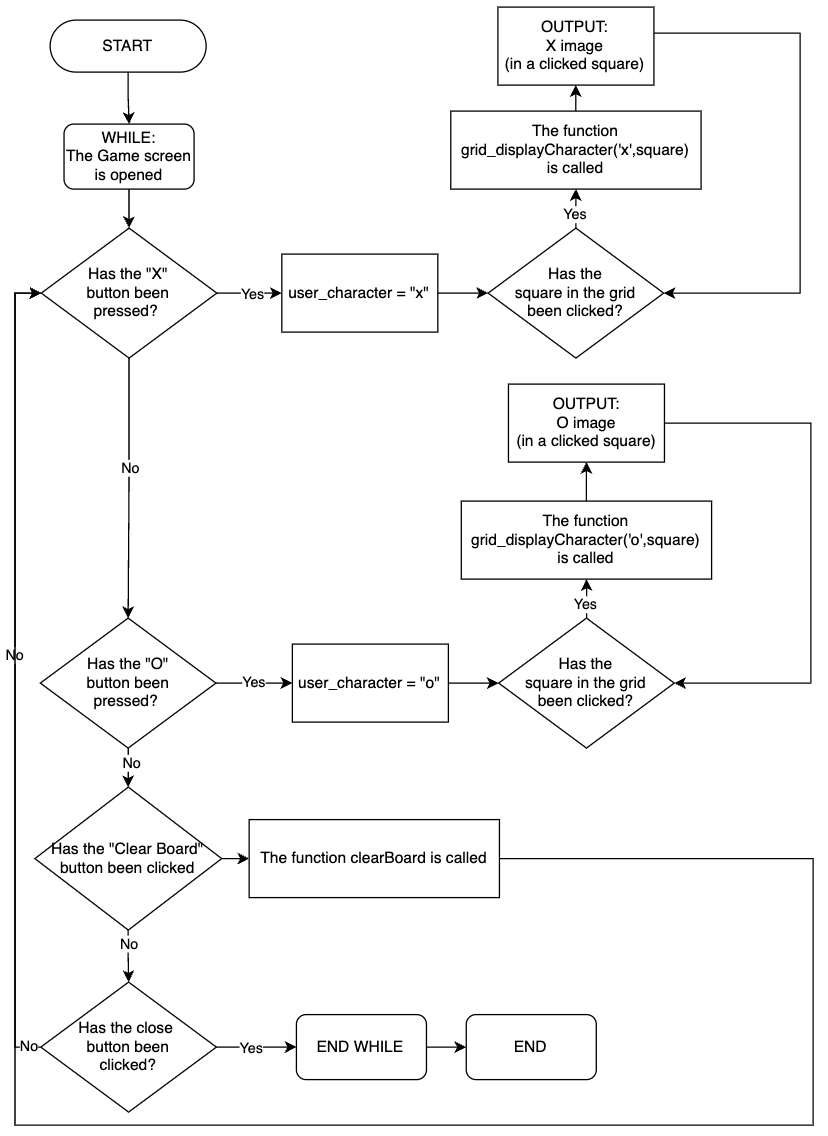 START
WHILE:
The Game screen
is opened
Has the "X"
button been
pressed?
Yes
user_character = "x"
Has the
square in the grid
been clicked?
Yes
The function
grid_displayCharacter('x',square)
is called
OUTPUT:
X image
(in a clicked square)
No
Has the "O"
button been
pressed?
Yes
user_character = "o"
Has the
square in the grid
been clicked?
Yes
The function
grid_displayCharacter('o',square)
is called
OUTPUT:
O image
(in a clicked square)
No
Has the "Clear Board"
button been clicked
The function clearBoard is called
No
Has the close
button been
clicked?
Yes
END WHILE
END
No
No